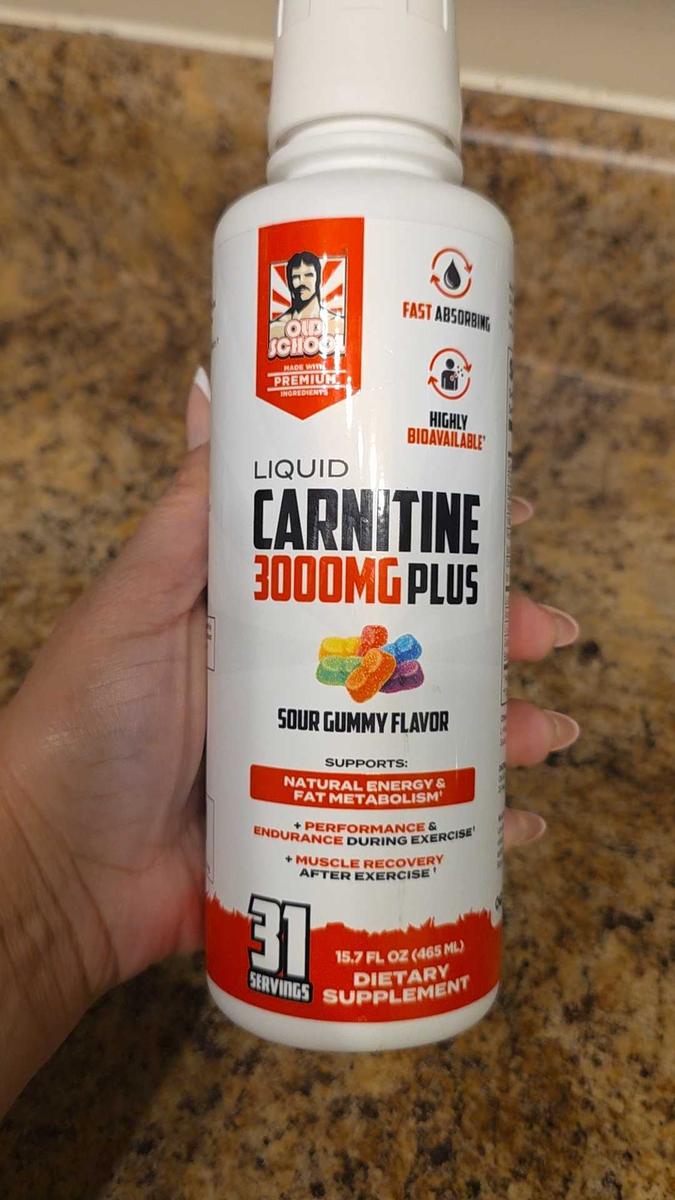 OLD
SCHOOL
MADE WITH
PREMIUM
INGREDIENTS
FAST ABSORBING
HIGHLY
BIOAVAILABLE†
LIQUID
CARNITINE
3000MG PLUS
SOUR GUMMY FLAVOR
SUPPORTS:
NATURAL ENERGY &
FAT METABOLISM†
+ PERFORMANCE &
ENDURANCE DURING EXERCISE†
+ MUSCLE RECOVERY
AFTER EXERCISE†
31
SERVINGS
15.7 FL OZ (465 ML)
DIETARY
SUPPLEMENT